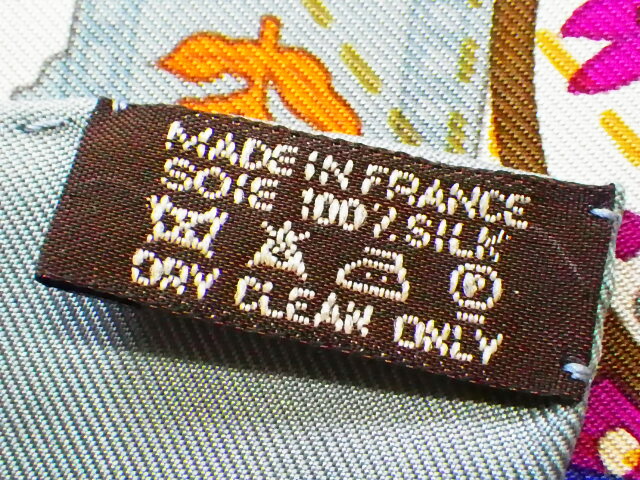 MADE IN FRANCE
SOIE 100% SILK
DRY CLEAN ONLY